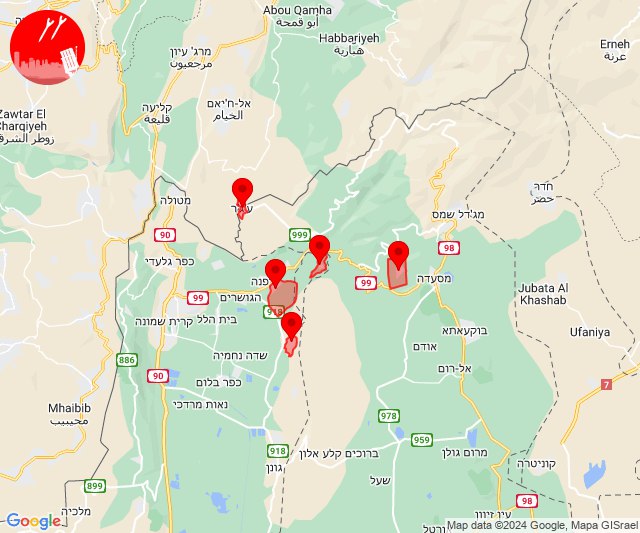 Abou Qamha
أبو قمحة
Habbariyeh
هبارية
Erneh
عرنة
מרג' עיון
مرجعيون
אל-ח'יאם
الخيام
קליעה
قليعة
Zawtar El
Charqiyeh
זוطر الشرق
מטולה
חד'ר
حضر
מג'דל שמס
90
999
98
כפר גלעדי
99
הגושרים
99
מסעדה
Jubata Al
Khashab
918
קרית שמונה
בית הלל
בוקעאתא
Ufaniya
שדה נחמיה
אודם
886
אל-רום
90
כפר בלום
7
נאות מרדכי
Mhaibib
محيبيب
978
959
918
ברוכים קלע אלון
מרום גולן
גונן
קוניטרה
899
שעל
98
מלכיה
עין זיוון
Google
Map data ©2024 Google, Mapa GISrael